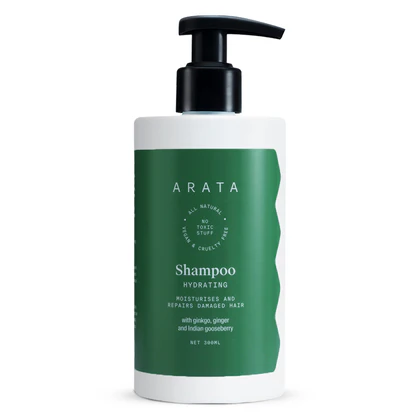 ARATA
ALL NATURAL
NO
TOXIC
STUFF
VEGAN & CRUELTY FREE
Shampoo
HYDRATING
MOISTURISES AND
REPAIRS DAMAGED HAIR
with ginkgo, ginger
and Indian gooseberry
NET 300ML